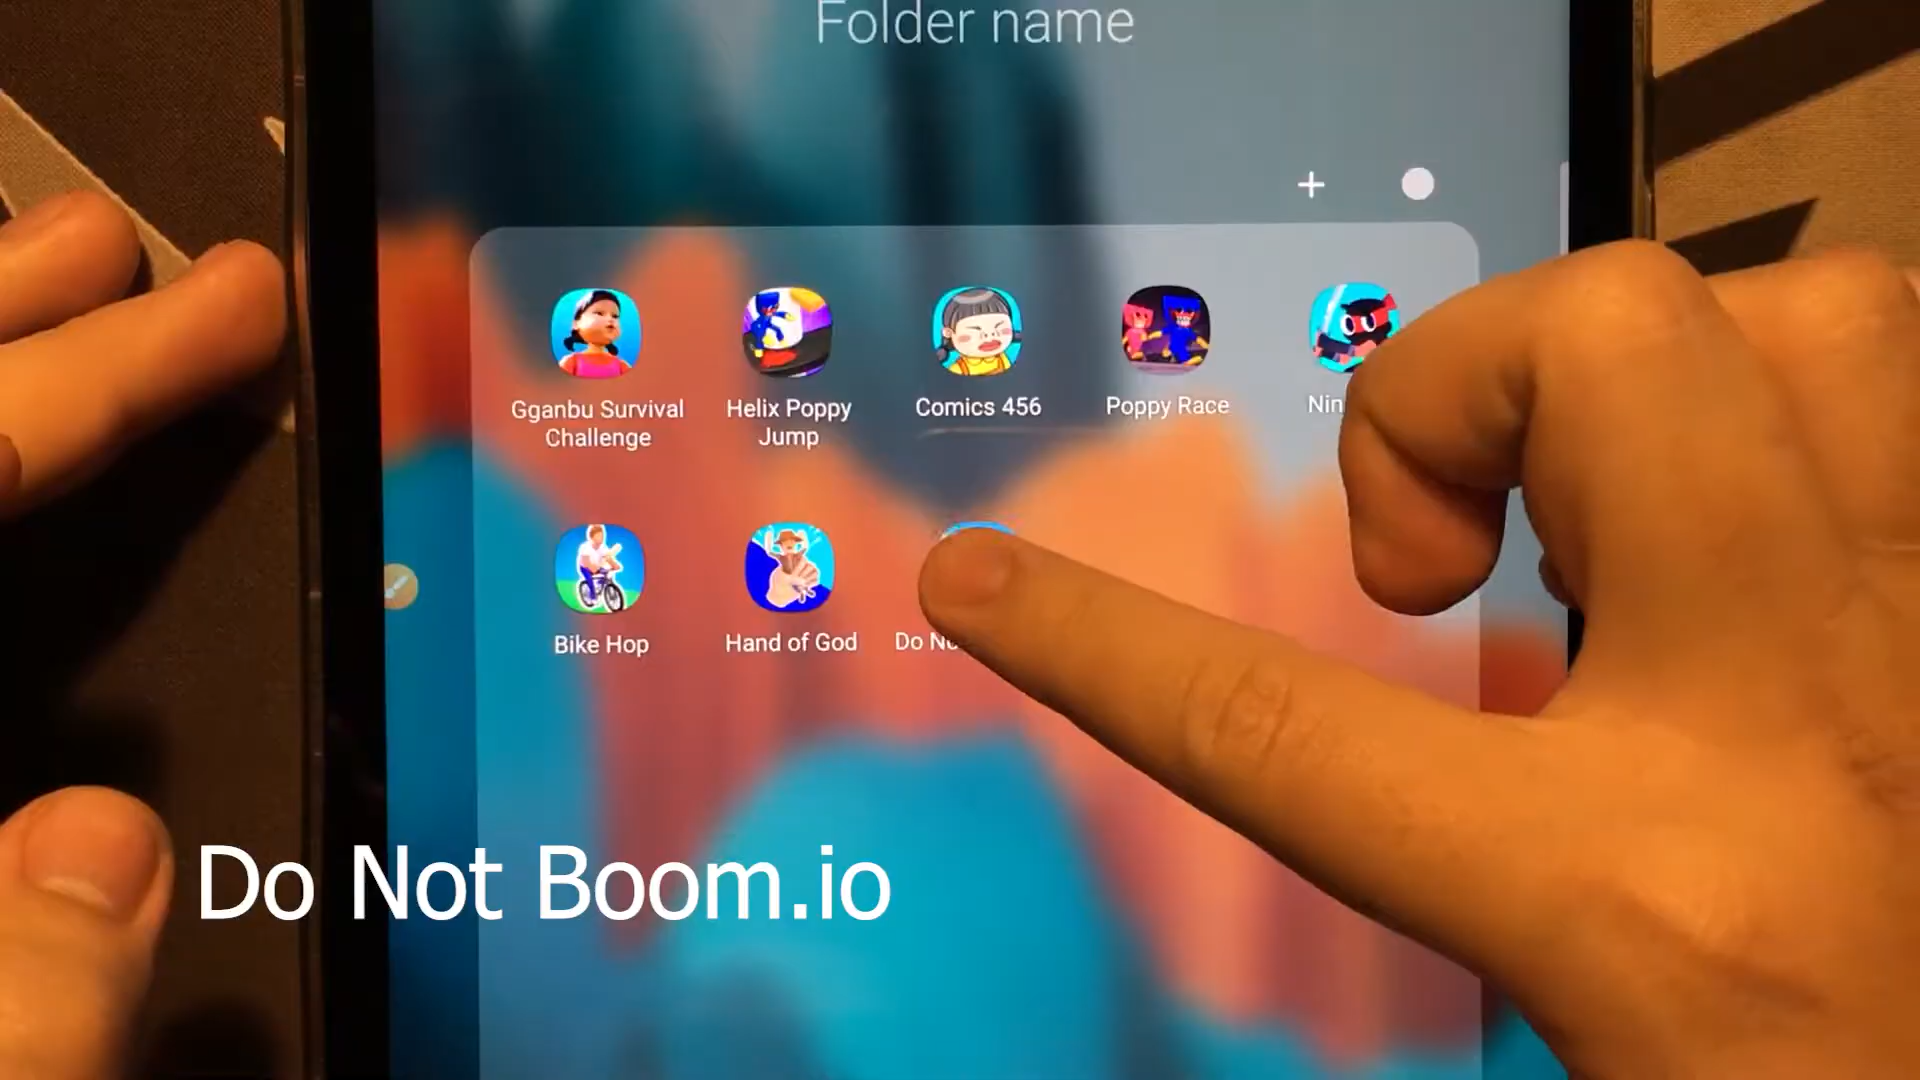 Folder name
Gganbu Survival
Challenge
Helix Poppy
Jump
Comics 456
Poppy Race
Bike Hop
Hand of God
Do
Do Not Boom.io